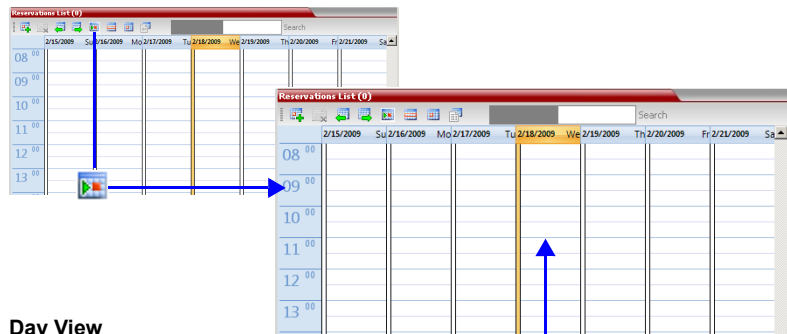 Reservations List (0)
Search
2/15/2009 Su 2/16/2009 Mo 2/17/2009 Tu 2/18/2009 We 2/19/2009 Th 2/20/2009 Fr 2/21/2009 Sa
08 00
09 00
10 00
11 00
12 00
13 00
Reservations List (0)
Search
2/15/2009 Su 2/16/2009 Mo 2/17/2009 Tu 2/18/2009 We 2/19/2009 Th 2/20/2009 Fr 2/21/2009 Sa
08 00
09 00
10 00
11 00
12 00
13 00
Day View